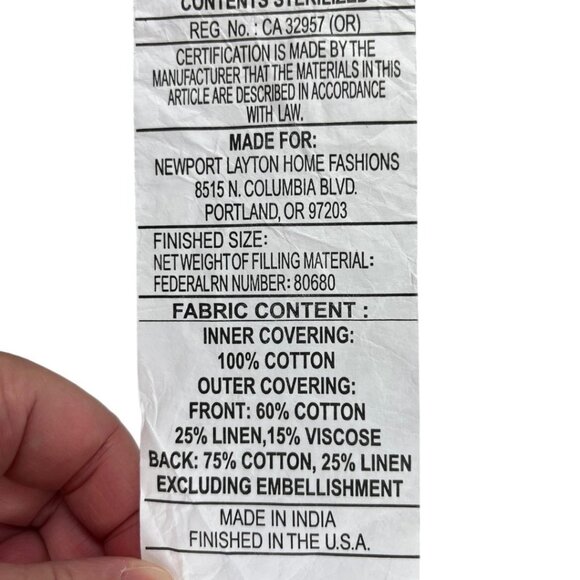 CONTENTS STERILIZED
REG No. : CA 32957 (OR)
CERTIFICATION IS MADE BY THE
MANUFACTURER THAT THE MATERIALS IN THIS
ARTICLE ARE DESCRIBED IN ACCORDANCE
WITH LAW.
MADE FOR:
NEWPORT LAYTON HOME FASHIONS
8515 N. COLUMBIA BLVD.
PORTLAND, OR 97203
FINISHED SIZE:
NET WEIGHT OF FILLING MATERIAL:
FEDERALRN NUMBER: 80680
FABRIC CONTENT :
INNER COVERING:
100% COTTON
OUTER COVERING:
FRONT: 60% COTTON
25% LINEN,15% VISCOSE
BACK: 75% COTTON, 25% LINEN
EXCLUDING EMBELLISHMENT
MADE IN INDIA
FINISHED IN THE U.S.A.